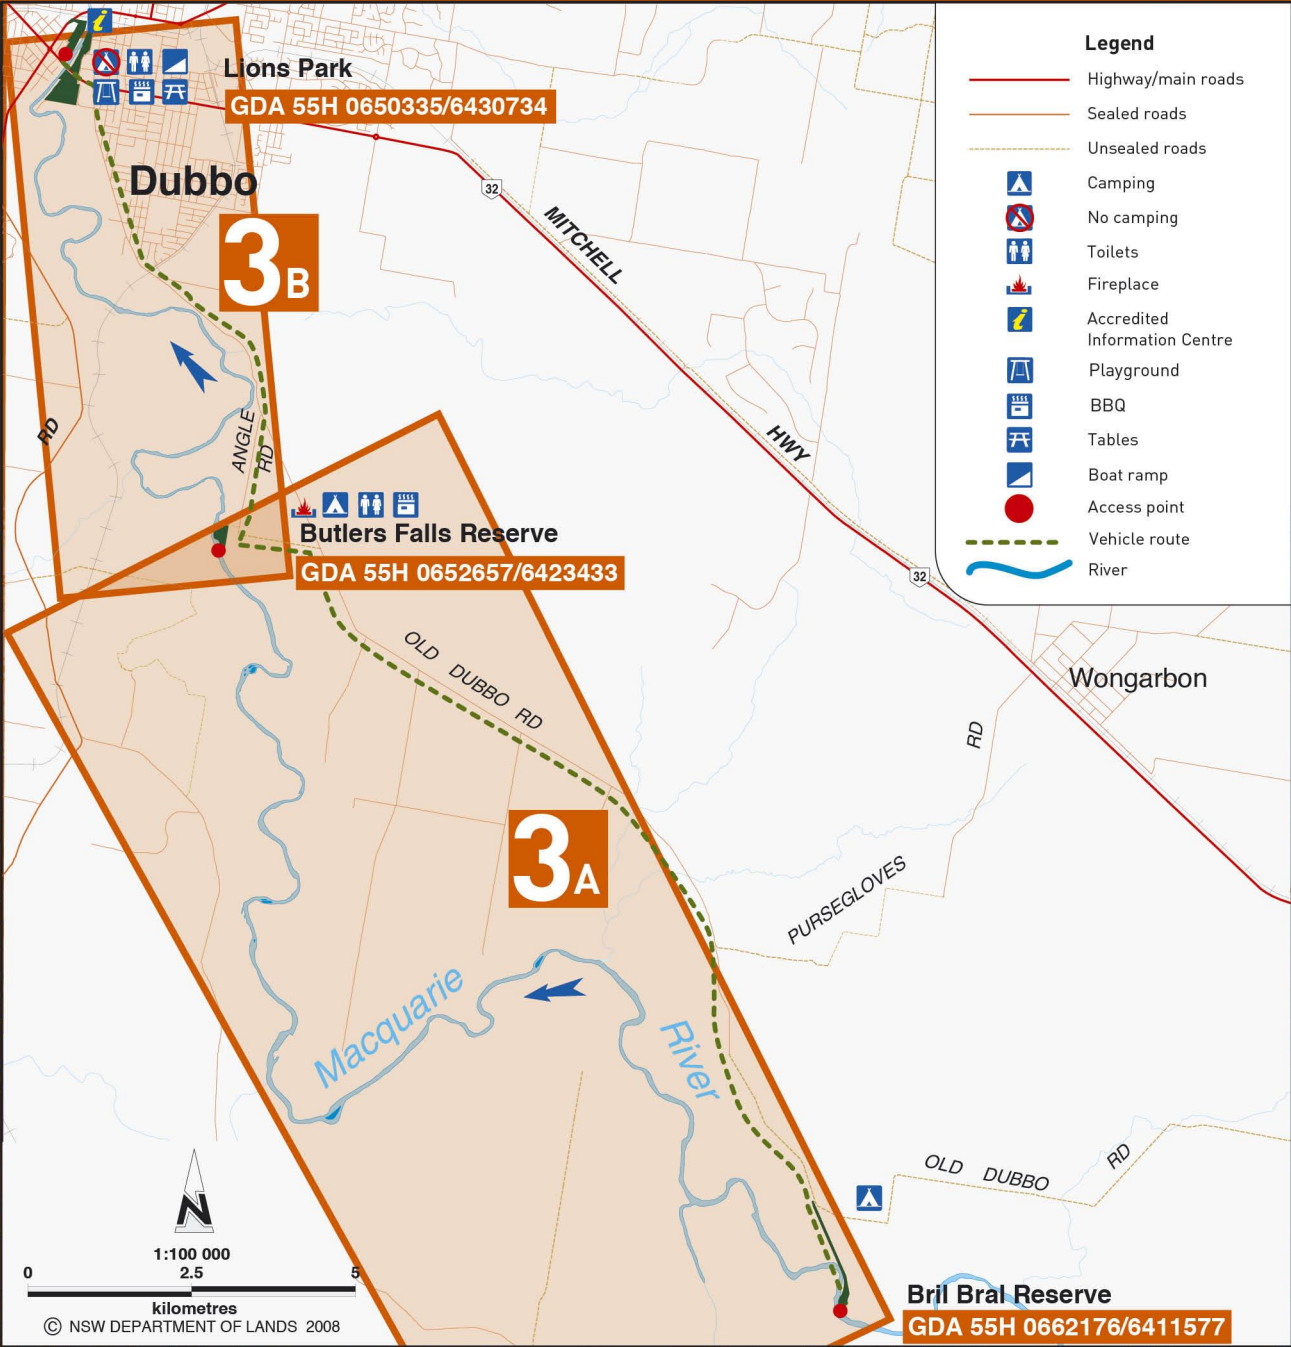 i
Lions Park
GDA 55H 0650335/6430734
Dubbo
3B
32
MITCHELL
HWY
32
RD
ANGLE
RD
Butlers Falls Reserve
GDA 55H 0652657/6423433
OLD DUBBO RD
Wongarbon
RD
PURSEGLOVES
3A
Macquarie
River
OLD DUBBO
RD
Bril Bral Reserve
GDA 55H 0662176/6411577
N
1:100 000
0 2.5 5
kilometres
© NSW DEPARTMENT OF LANDS 2008
Legend
Highway/main roads
Sealed roads
Unsealed roads
Camping
No camping
Toilets
Fireplace
i
Accredited
Information Centre
Playground
BBQ
Tables
Boat ramp
Access point
Vehicle route
River